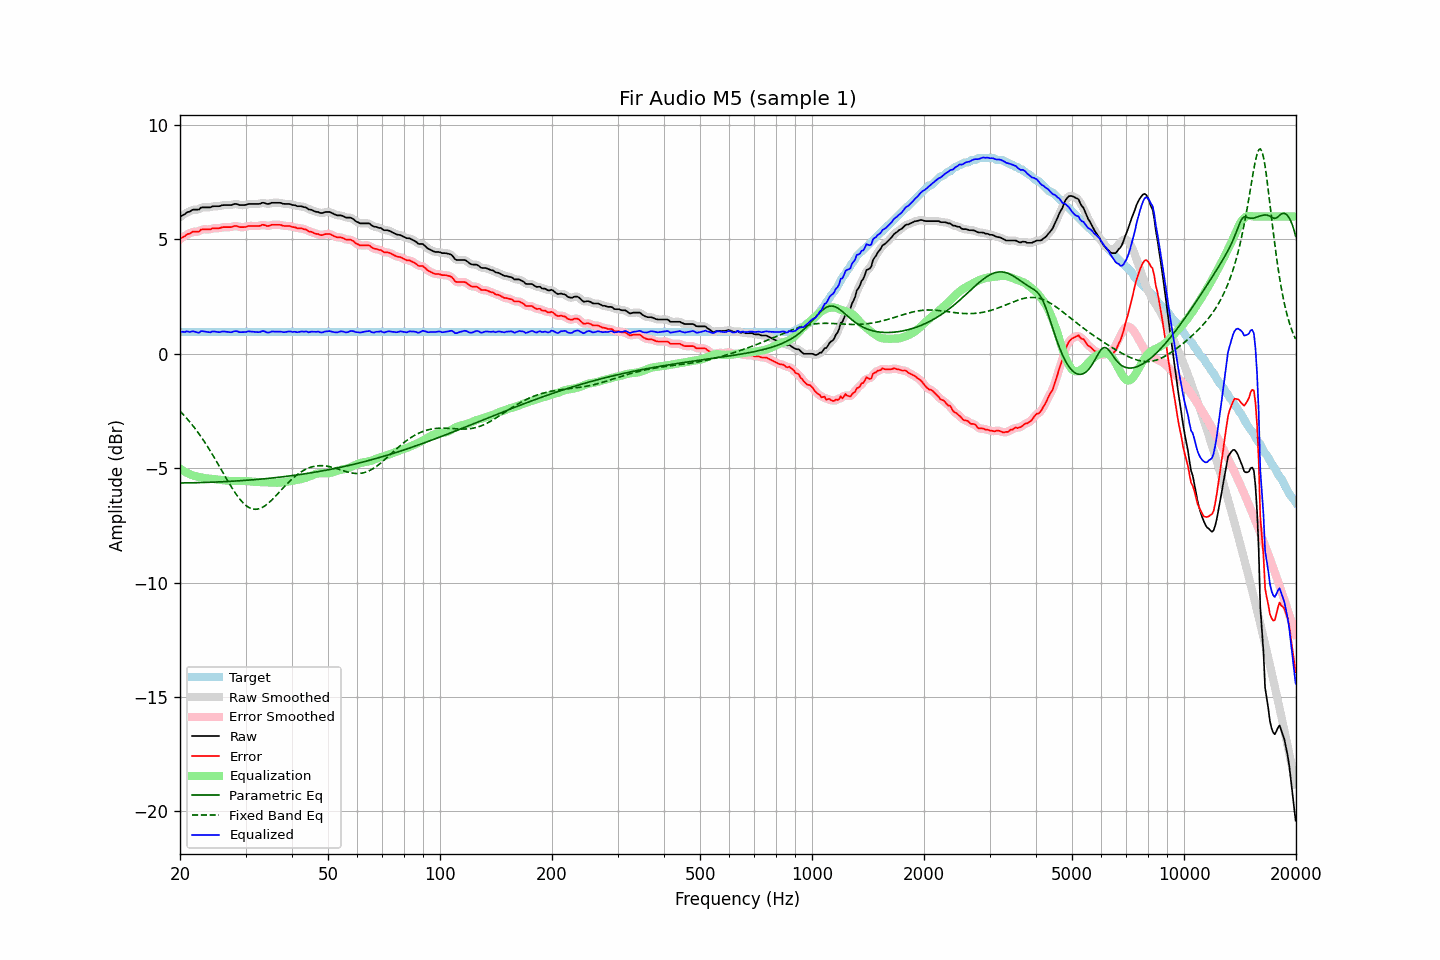 Fir Audio M5 (sample 1)
10
5
0
−5
−10
−15
−20
Amplitude (dBr)
Target
Raw Smoothed
Error Smoothed
Raw
Error
Equalization
Parametric Eq
Fixed Band Eq
Equalized
20 50 100 200 500 1000 2000 5000 10000 20000
Frequency (Hz)